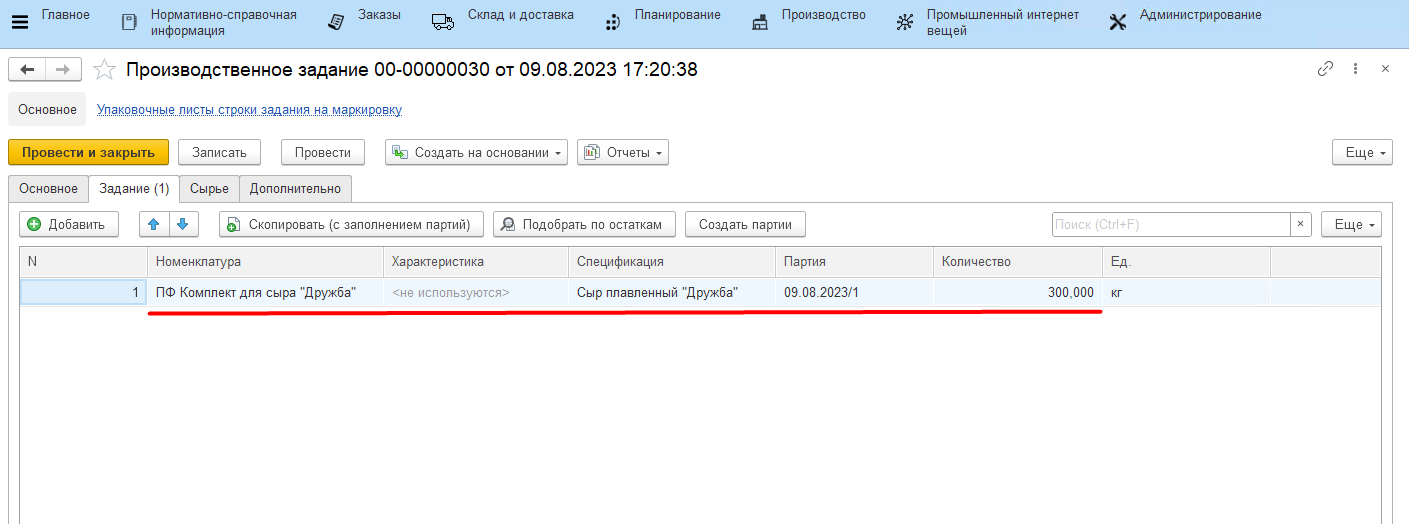 Главное
Нормативно-справочная
информация
Заказы
Склад и доставка
Планирование
Производство
Промышленный интернет
вещей
Администрирование
Производственное задание 00-00000030 от 09.08.2023 17:20:38
Основное Упаковочные листы строки задания на маркировку
Провести и закрыть Записать Провести Создать на основании Отчеты Еще
Основное Задание (1) Сырье Дополнительно
Добавить Скопировать (с заполнением партий) Подобрать по остаткам Создать партии Поиск (Ctrl+F) × Еще
N Номенклатура Характеристика Спецификация Партия Количество Ед.
1 ПФ Комплект для сыра "Дружба" <не используются> Сыр плавленный "Дружба" 09.08.2023/1 300,000 кг